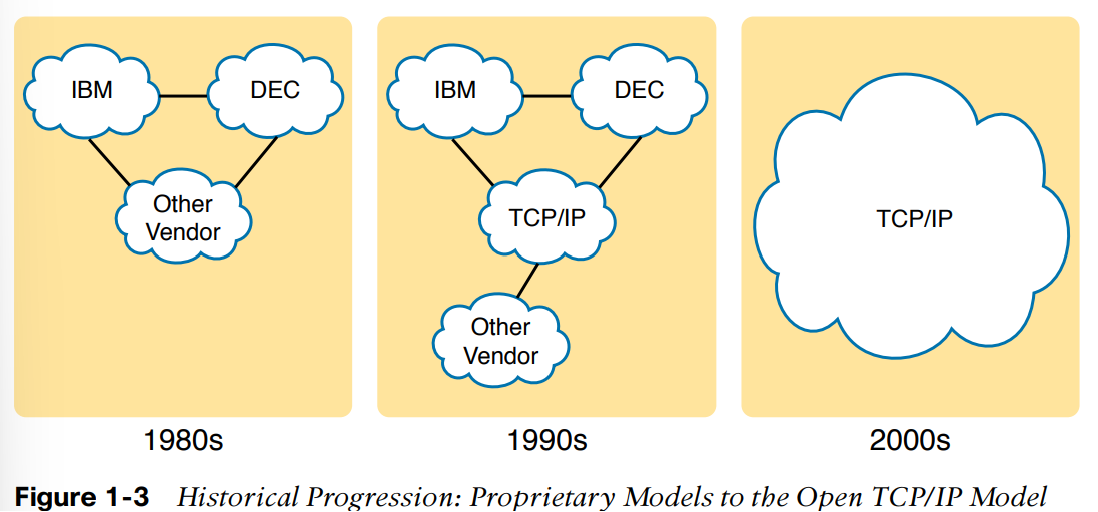 IBM
DEC
Other
Vendor
1980s
IBM
DEC
TCP/IP
Other
Vendor
1990s
TCP/IP
2000s
Figure 1-3 Historical Progression: Proprietary Models to the Open TCP/IP Model